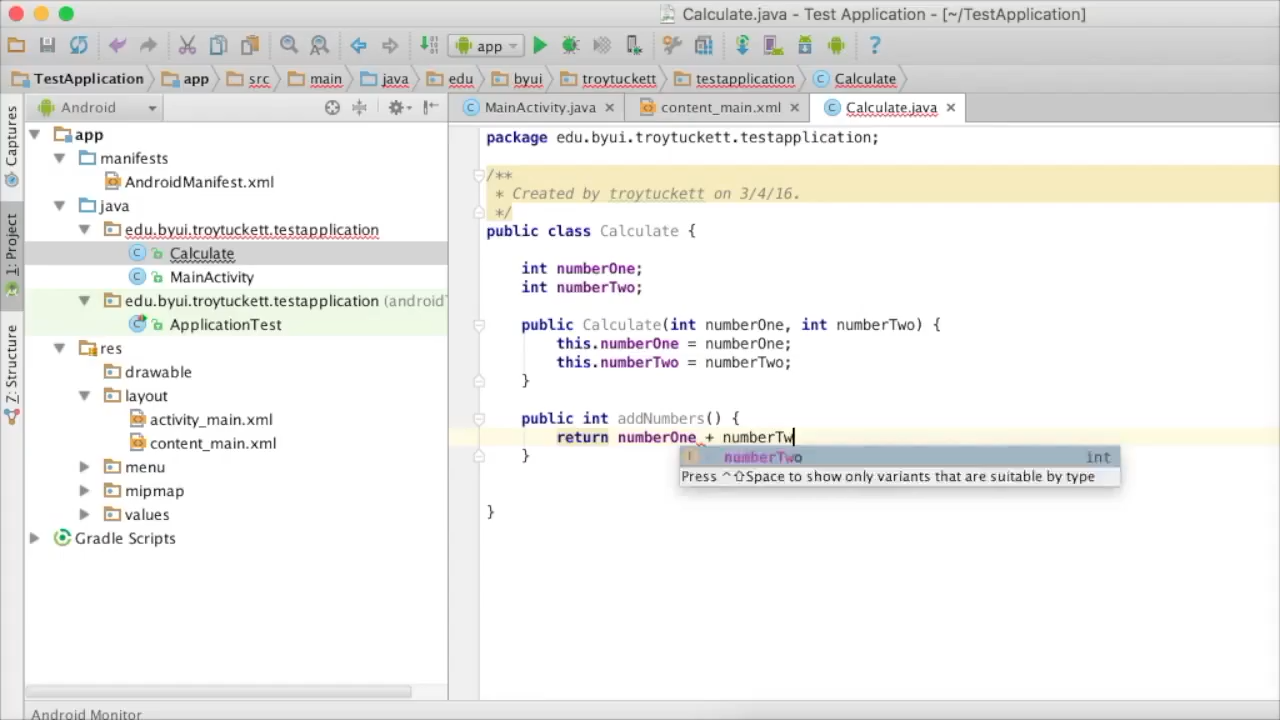 Calculate.java - Test Application - [~/TestApplication]
app
TestApplication app src main java edu byui troytuckett testapplication Calculate
Android
MainActivity.java content_main.xml Calculate.java
Captures
1: Project
Z: Structure
app
manifests
AndroidManifest.xml
java
edu.byui.troytuckett.testapplication
Calculate
MainActivity
edu.byui.troytuckett.testapplication (android
ApplicationTest
res
drawable
layout
activity_main.xml
content_main.xml
menu
mipmap
values
Gradle Scripts
package edu.byui.troytuckett.testapplication;
/**
* Created by troytuckett on 3/4/16.
*/
public class Calculate {
int numberOne;
int numberTwo;
public Calculate(int numberOne, int numberTwo) {
this.numberOne = numberOne;
this.numberTwo = numberTwo;
}
public int addNumbers() {
return numberOne + numberTw
numberTwo int
Press ^⇧Space to show only variants that are suitable by type
}
}
Android Monitor